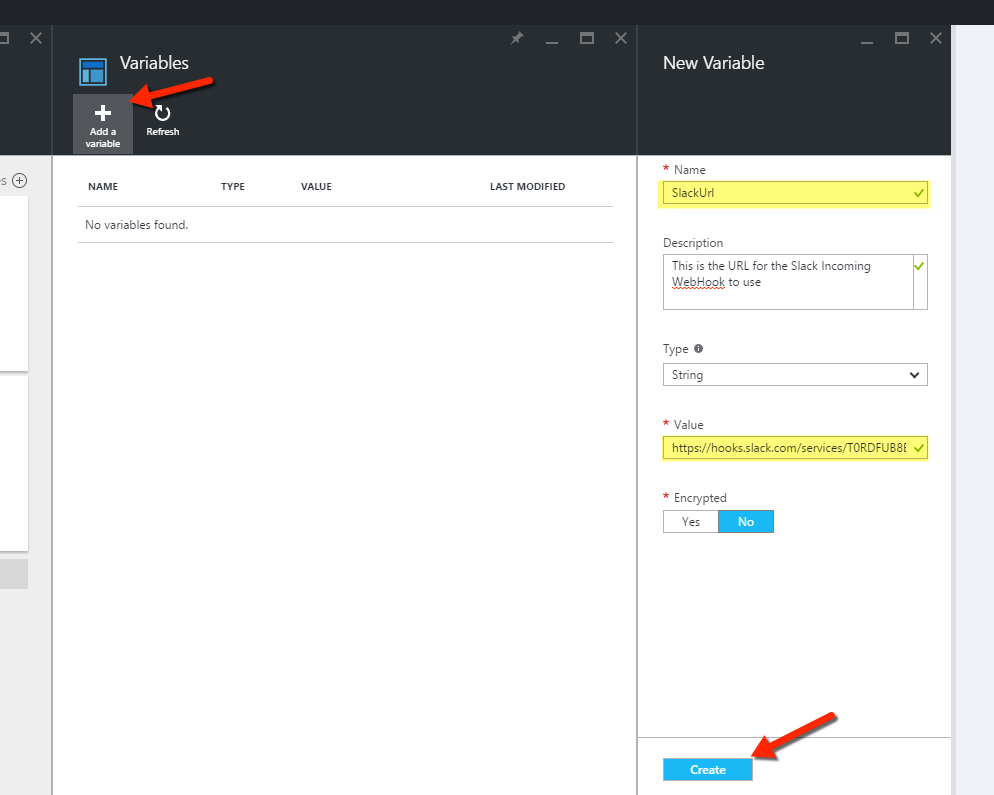 Variables
Add a
variable
Refresh
NAME TYPE VALUE LAST MODIFIED
No variables found.
New Variable
* Name
SlackUrl
Description
This is the URL for the Slack Incoming
WebHook to use
Type
String
* Value
https://hooks.slack.com/services/T0RDFUB8
* Encrypted
Yes No
Create